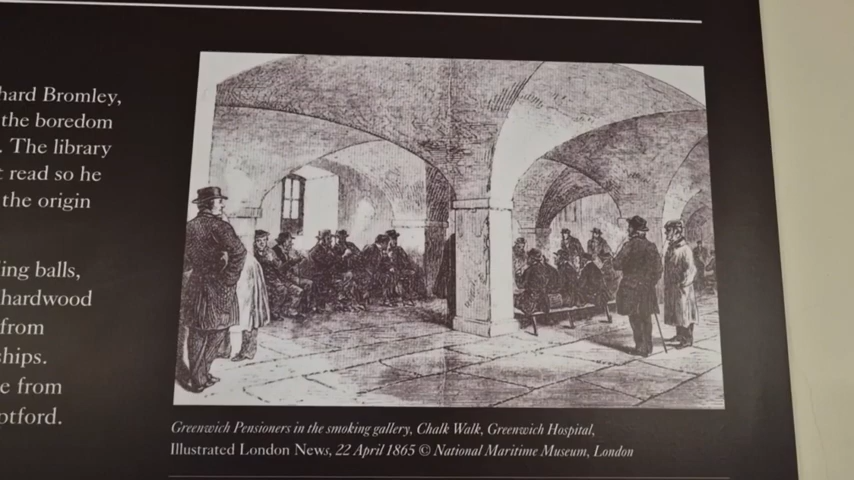 hard Bromley,
the boredom
. The library
t read so he
the origin
ing balls,
hardwood
from
hips.
e from
otford.
Greenwich Pensioners in the smoking gallery, Chalk Walk, Greenwich Hospital,
Illustrated London News, 22 April 1865 © National Maritime Museum, London